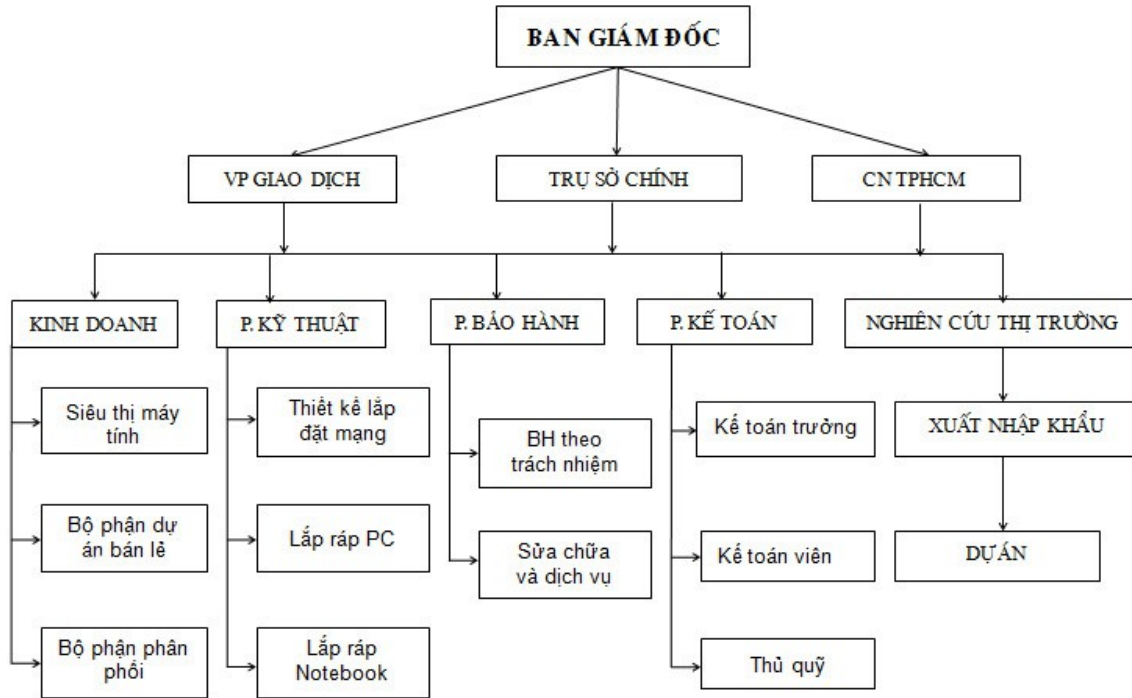 BAN GIÁM ĐỐC
VP GIAO DỊCH
TRỤ SỞ CHÍNH
CN TPHCM
KINH DOANH
P. KỸ THUẬT
P. BẢO HÀNH
P. KẾ TOÁN
NGHIÊN CỨU THỊ TRƯỜNG
Siêu thị máy
tính
Bộ phận dự
án bán lẻ
Bộ phận phân
phối
Thiết kế lắp
đặt mạng
Lắp ráp PC
Lắp ráp
Notebook
BH theo
trách nhiệm
Sửa chữa
và dịch vụ
Kế toán trưởng
Kế toán viên
Thủ quỹ
XUẤT NHẬP KHẨU
DỰ ÁN